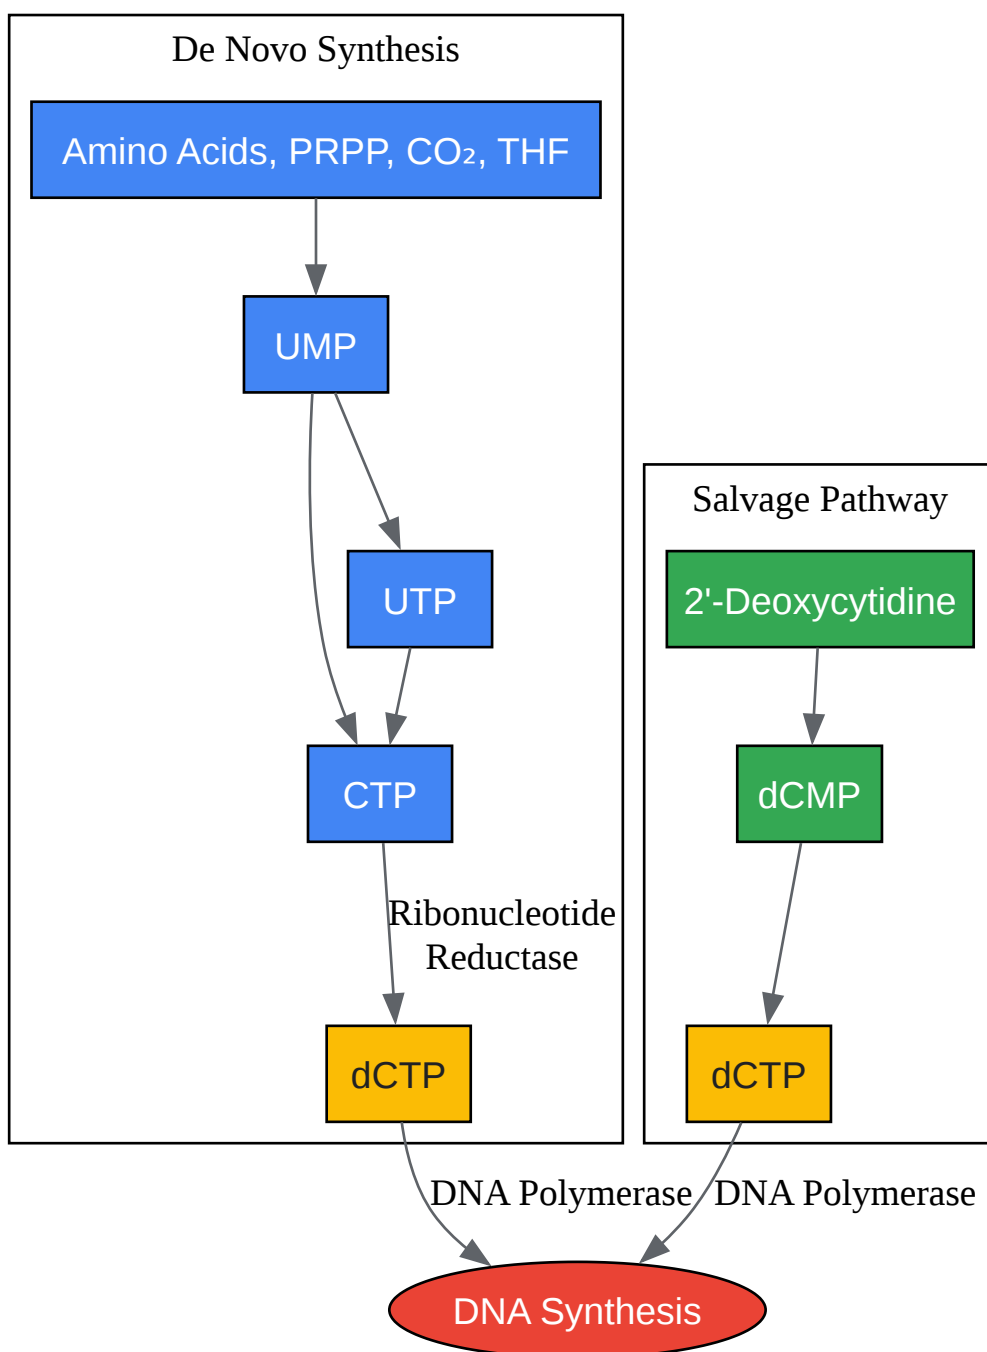 De Novo Synthesis
Amino Acids, PRPP, CO₂, THF
UMP
UTP
CTP
Ribonucleotide
Reductase
dCTP
Salvage Pathway
2'-Deoxycytidine
dCMP
dCTP
DNA Polymerase
DNA Polymerase
DNA Synthesis